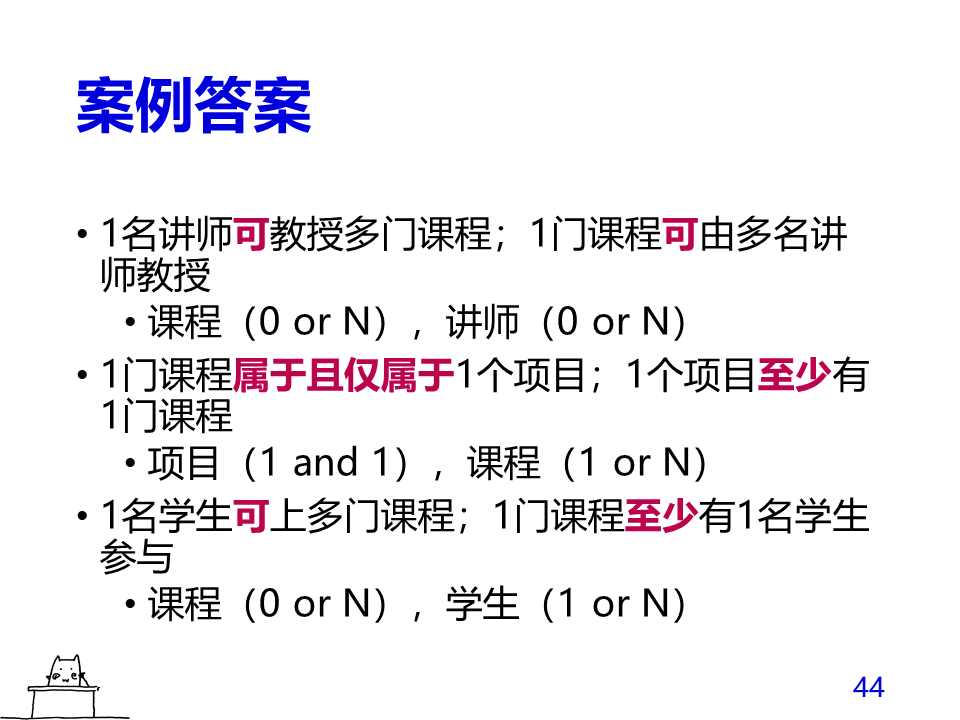 案例答案
• 1名讲师可教授多门课程；1门课程可由多名讲
师教授
• 课程（0 or N），讲师（0 or N）
• 1门课程属于且仅属于1个项目；1个项目至少有
1门课程
• 项目（1 and 1），课程（1 or N）
• 1名学生可上多门课程；1门课程至少有1名学生
参与
• 课程（0 or N），学生（1 or N）
44